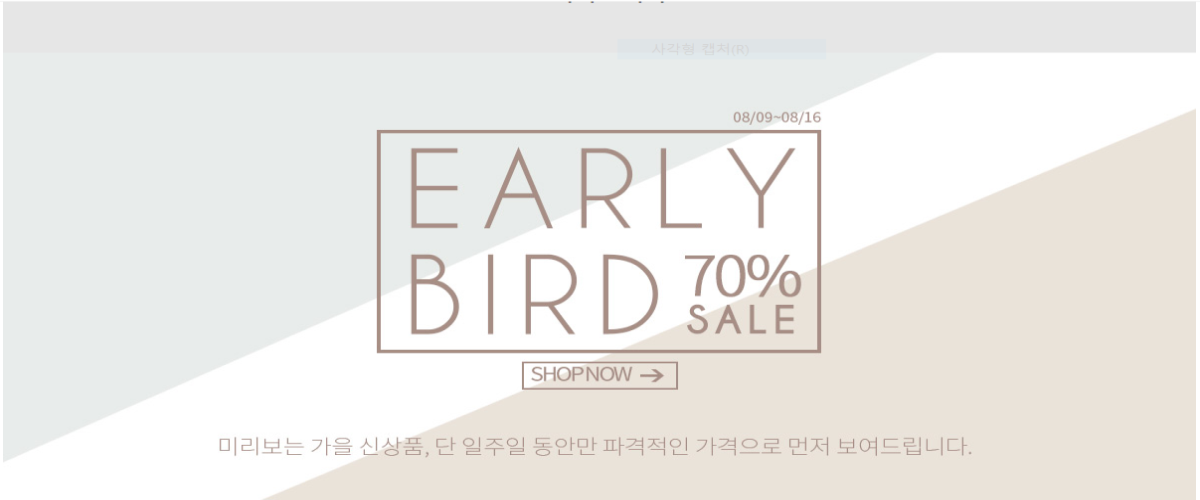 사각형 캡처(R)
08/09~08/16
EARLY
BIRD 70%
SALE
SHOP NOW →
미리보는 가을 신상품, 단 일주일 동안만 파격적인 가격으로 먼저 보여드립니다.